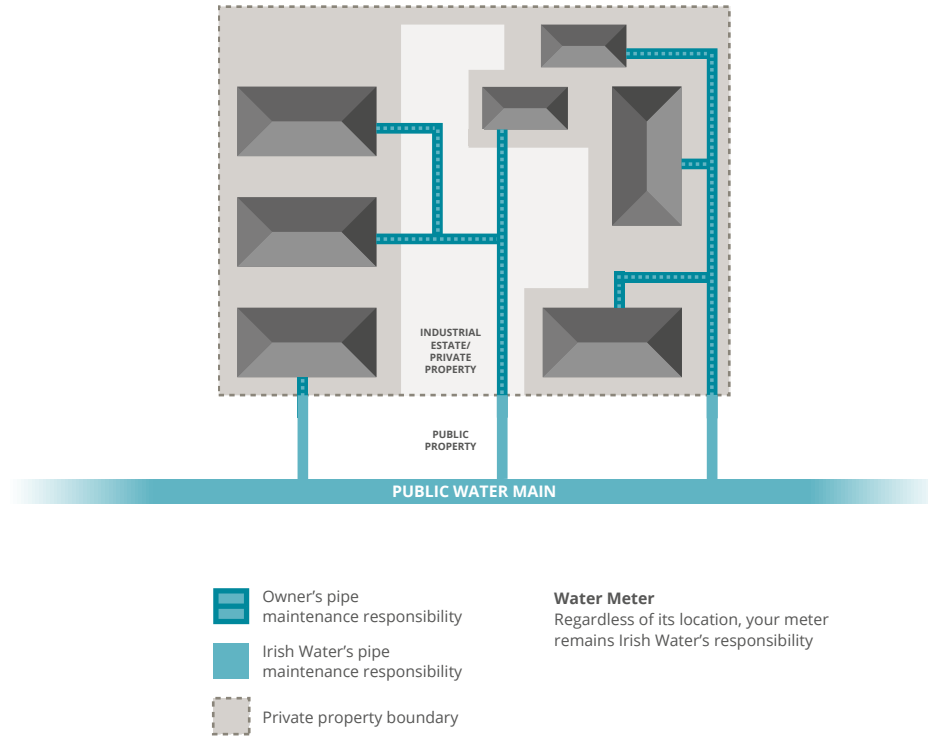 INDUSTRIAL
ESTATE/
PRIVATE
PROPERTY
PUBLIC
PROPERTY
PUBLIC WATER MAIN
Owner’s pipe
maintenance responsibility
Irish Water’s pipe
maintenance responsibility
Private property boundary
Water Meter
Regardless of its location, your meter
remains Irish Water’s responsibility